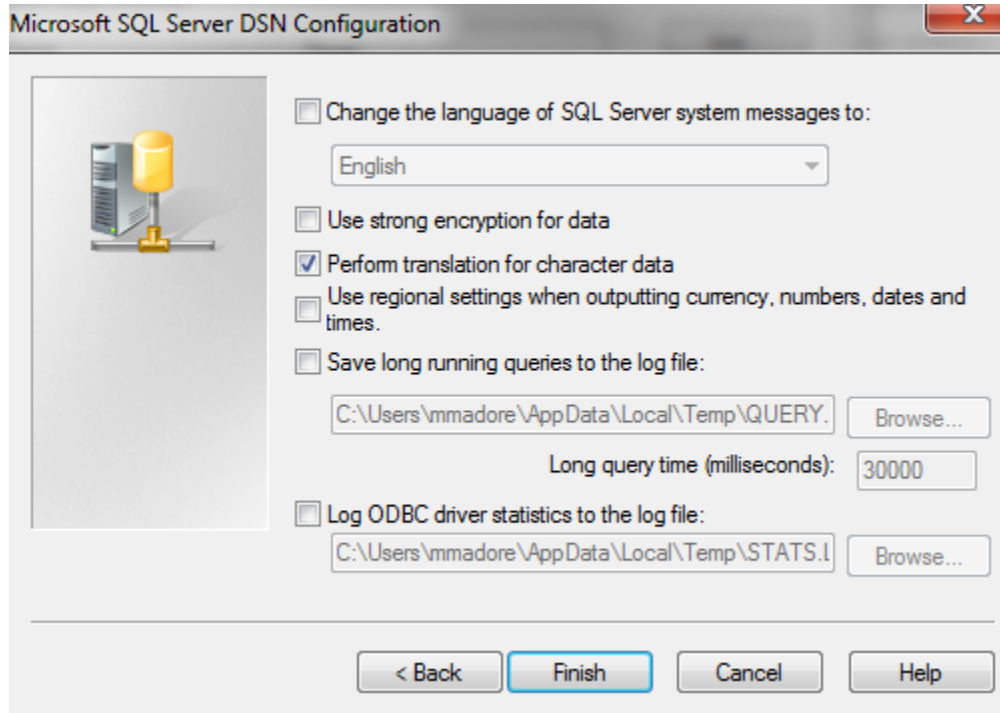 Microsoft SQL Server DSN Configuration
Change the language of SQL Server system messages to:
English
Use strong encryption for data
Perform translation for character data
Use regional settings when outputting currency, numbers, dates and
times.
Save long running queries to the log file:
C:\Users\mmadore\AppData\Local\Temp\QUERY. Browse...
Long query time (milliseconds): 30000
Log ODBC driver statistics to the log file:
C:\Users\mmadore\AppData\Local\Temp\STATS.L Browse...
< Back Finish Cancel Help